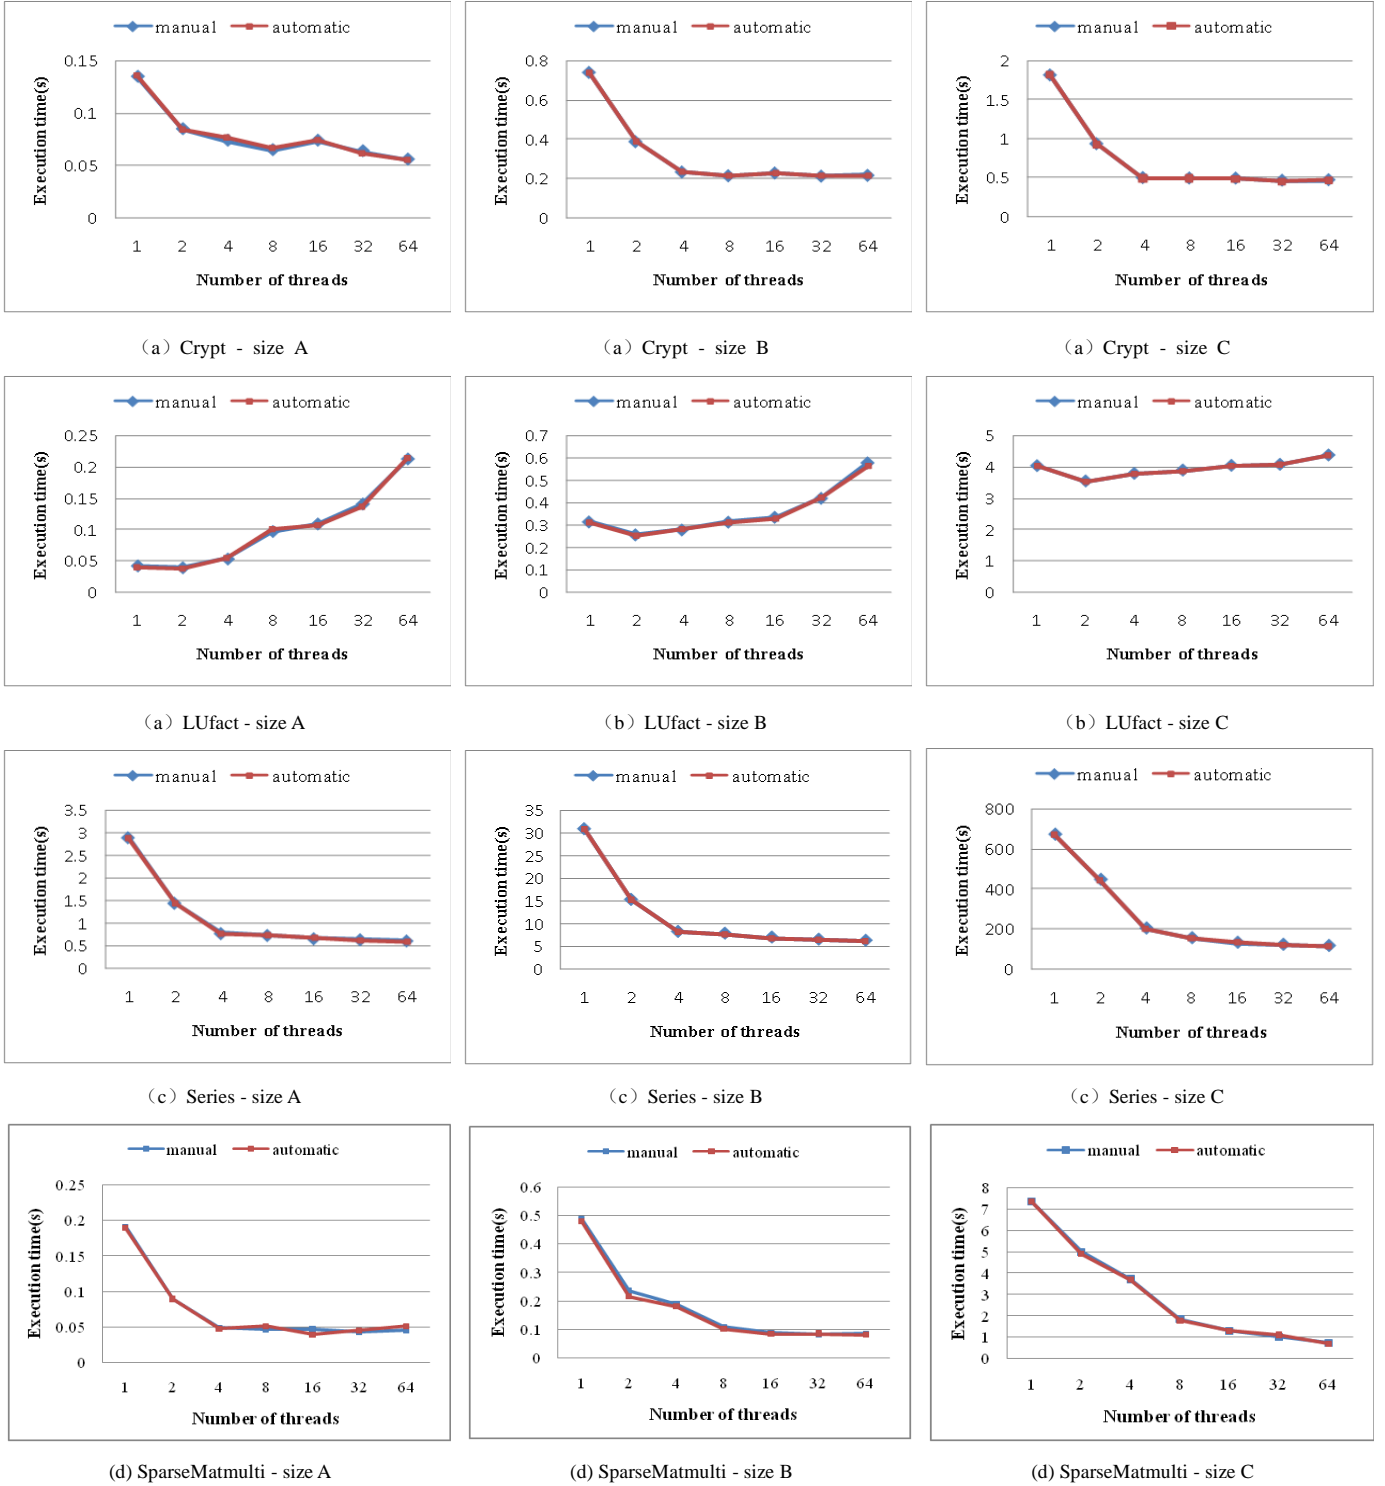 manual automatic
Execution time(s)
0.15
0.1
0.05
0
1 2 4 8 16 32 64
Number of threads
（a）Crypt - size A
manual automatic
Execution time(s)
0.8
0.6
0.4
0.2
0
1 2 4 8 16 32 64
Number of threads
（a）Crypt - size B
manual automatic
Execution time(s)
2
1.5
1
0.5
0
1 2 4 8 16 32 64
Number of threads
（a）Crypt - size C
manual automatic
Execution time(s)
0.25
0.2
0.15
0.1
0.05
0
1 2 4 8 16 32 64
Number of threads
（a）LUfact - size A
manual automatic
Execution time(s)
0.7
0.6
0.5
0.4
0.3
0.2
0.1
0
1 2 4 8 16 32 64
Number of threads
（b）LUfact - size B
manual automatic
Execution time(s)
5
4
3
2
1
0
1 2 4 8 16 32 64
Number of threads
（b）LUfact - size C
manual automatic
Execution time(s)
3.5
3
2.5
2
1.5
1
0.5
0
1 2 4 8 16 32 64
Number of threads
（c）Series - size A
manual automatic
Execution time(s)
35
30
25
20
15
10
5
0
1 2 4 8 16 32 64
Number of threads
（c）Series - size B
manual automatic
Execution time(s)
800
600
400
200
0
1 2 4 8 16 32 64
Number of threads
（c）Series - size C
manual automatic
Execution time(s)
0.25
0.2
0.15
0.1
0.05
0
1 2 4 8 16 32 64
Number of threads
(d) SparseMatmulti - size A
manual automatic
Execution time(s)
0.6
0.5
0.4
0.3
0.2
0.1
0
1 2 4 8 16 32 64
Number of threads
(d) SparseMatmulti - size B
manual automatic
Execution time(s)
8
7
6
5
4
3
2
1
0
1 2 4 8 16 32 64
Number of threads
(d) SparseMatmulti - size C